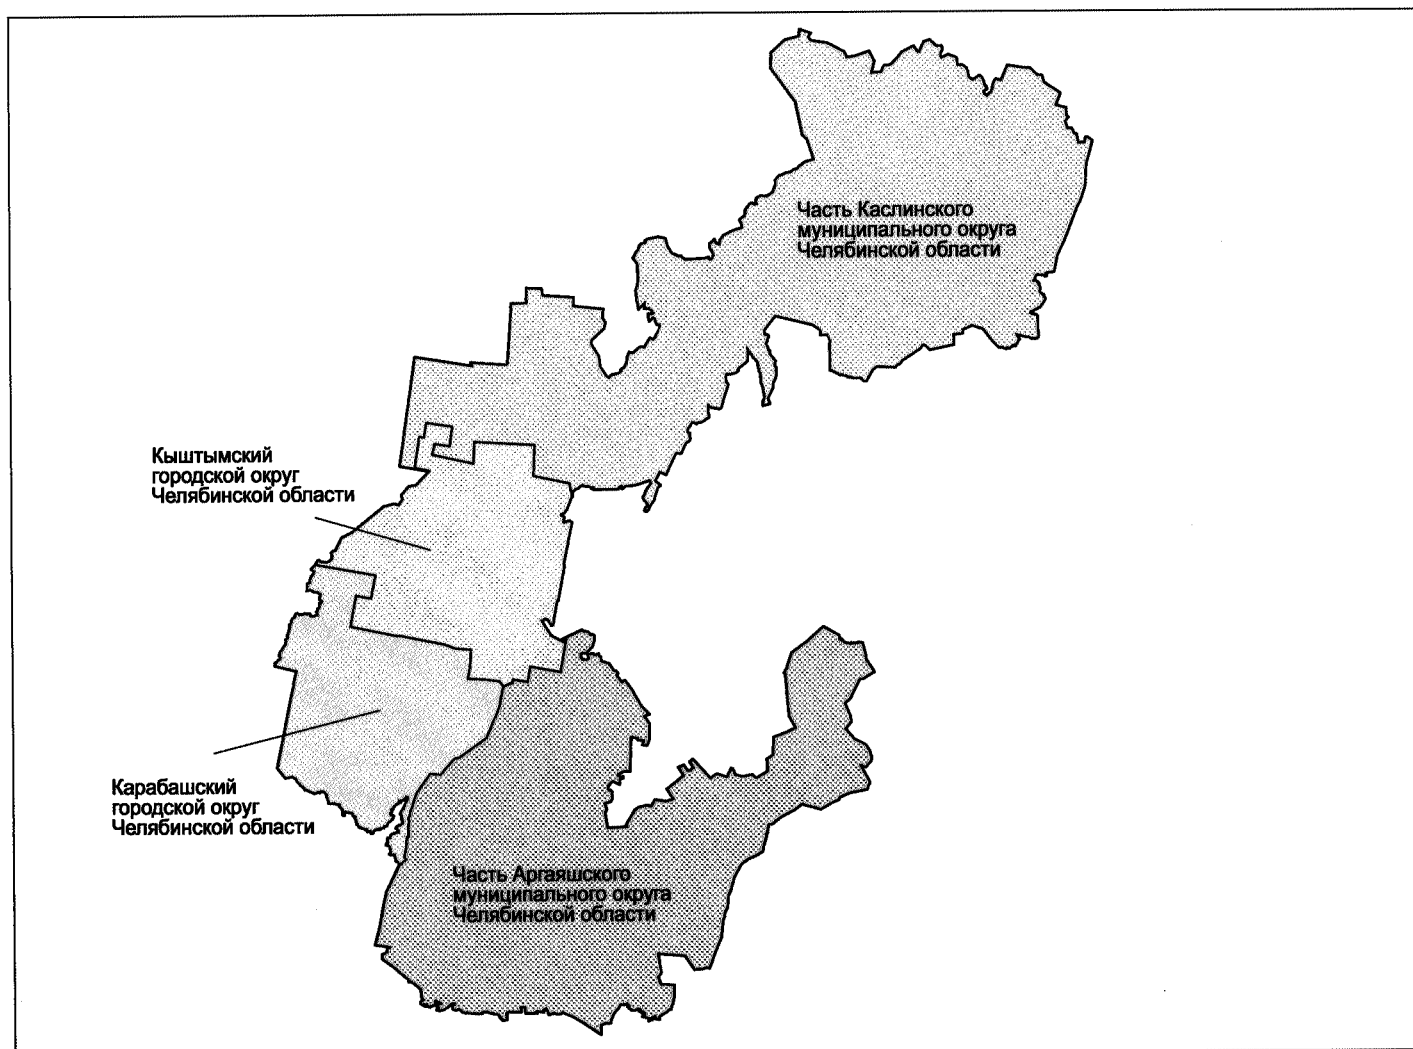 Часть Каслинского
муниципального округа
Челябинской области
Кыштымский
городской округ
Челябинской области
Карабашский
городской округ
Челябинской области
Часть Аргаяшского
муниципального округа
Челябинской области